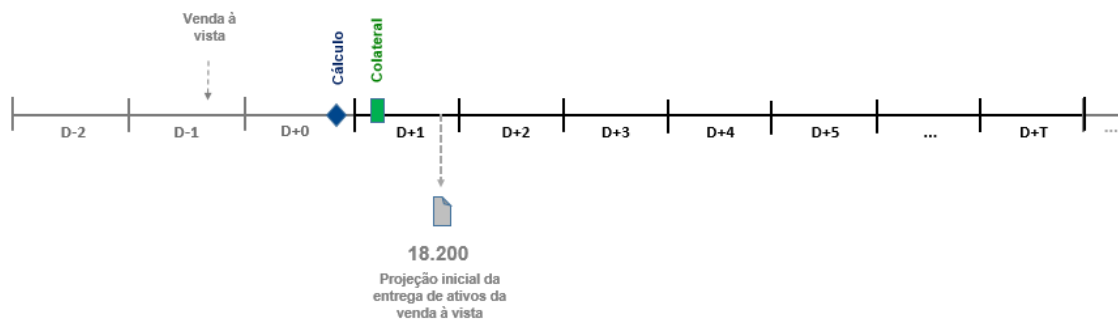 Venda à
vista
Cálculo
Colateral
D-2
D-1
D+0
D+1
D+2
D+3
D+4
D+5
...
D+T
...
18.200
Projeção inicial da
entrega de ativos da
venda à vista